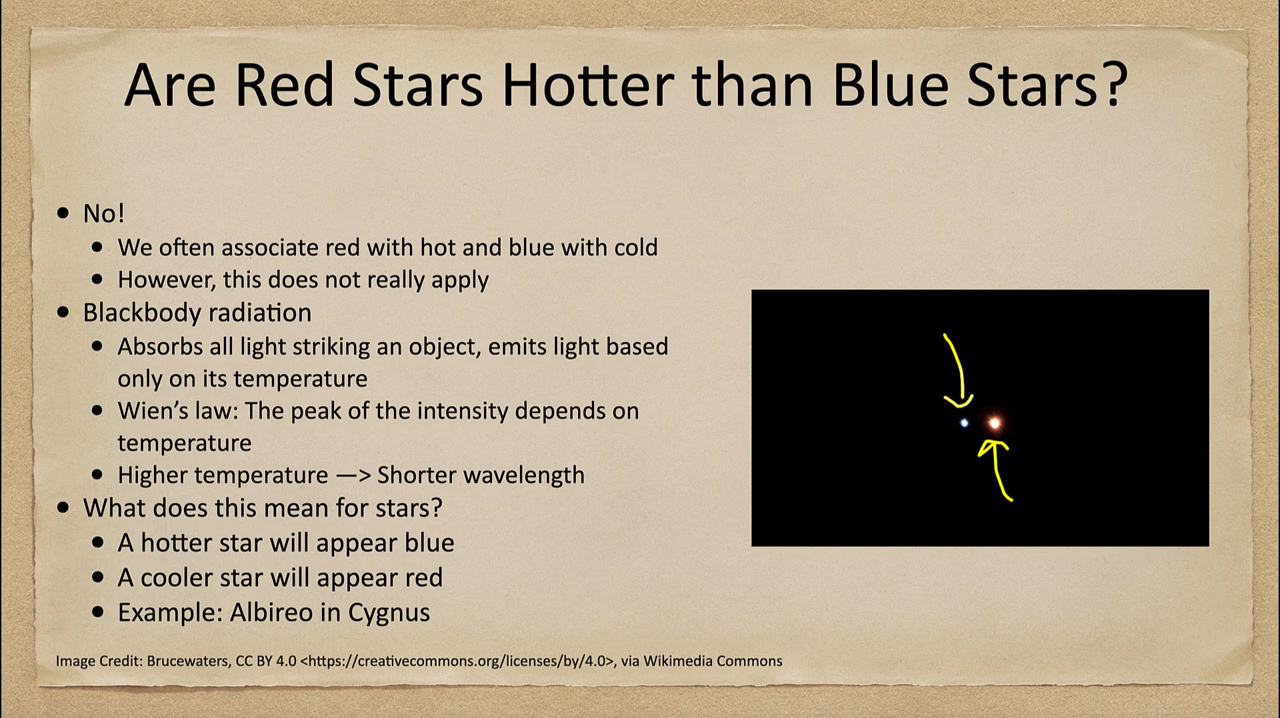 Are Red Stars Hotter than Blue Stars?
• No!
• We often associate red with hot and blue with cold
• However, this does not really apply
• Blackbody radiation
• Absorbs all light striking an object, emits light based
only on its temperature
• Wien’s law: The peak of the intensity depends on
temperature
• Higher temperature —> Shorter wavelength
• What does this mean for stars?
• A hotter star will appear blue
• A cooler star will appear red
• Example: Albireo in Cygnus
Image Credit: Brucewaters, CC BY 4.0 <https://creativecommons.org/licenses/by/4.0>, via Wikimedia Commons